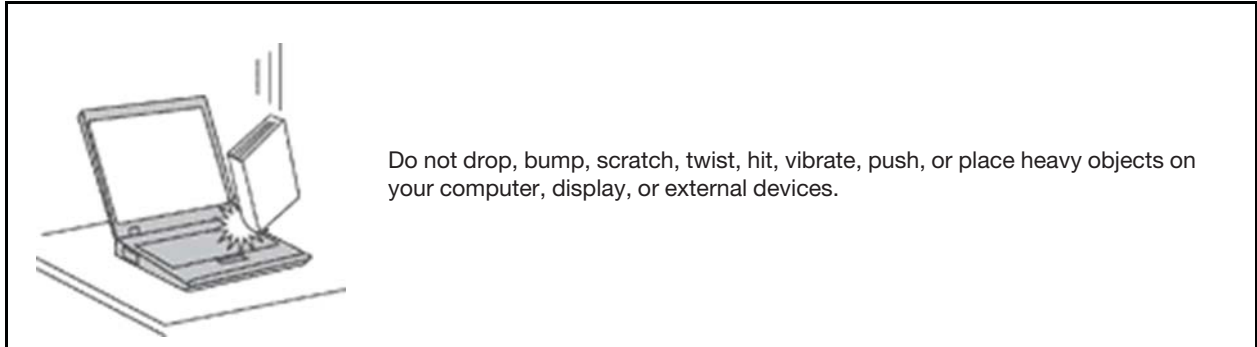 Do not drop, bump, scratch, twist, hit, vibrate, push, or place heavy objects on
your computer, display, or external devices.